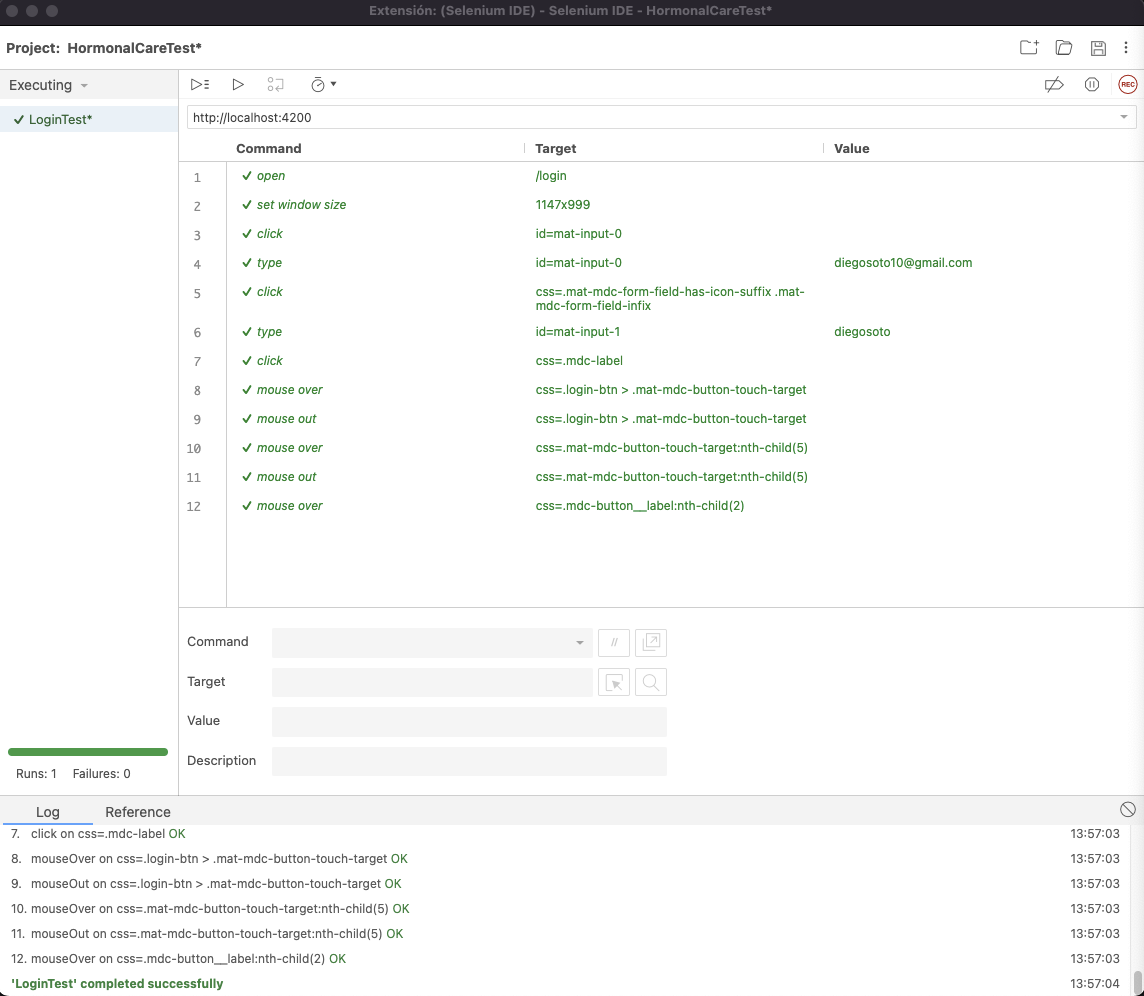 Extensión: (Selenium IDE) - Selenium IDE - HormonalCareTest*
Project: HormonalCareTest*
Executing
LoginTest*
REC
http://localhost:4200
Command Target Value
1 open /login
2 set window size 1147x999
3 click id=mat-input-0
4 type id=mat-input-0 diegosoto10@gmail.com
5 click css=.mat-mdc-form-field-has-icon-suffix .mat-
mdc-form-field-infix
6 type id=mat-input-1 diegosoto
7 click css=.mdc-label
8 mouse over css=.login-btn > .mat-mdc-button-touch-target
9 mouse out css=.login-btn > .mat-mdc-button-touch-target
10 mouse over css=.mat-mdc-button-touch-target:nth-child(5)
11 mouse out css=.mat-mdc-button-touch-target:nth-child(5)
12 mouse over css=.mdc-button__label:nth-child(2)
Command //
Target
Value
Description
Runs: 1 Failures: 0
Log Reference
7. click on css=.mdc-label OK 13:57:03
8. mouseOver on css=.login-btn > .mat-mdc-button-touch-target OK 13:57:03
9. mouseOut on css=.login-btn > .mat-mdc-button-touch-target OK 13:57:03
10. mouseOver on css=.mat-mdc-button-touch-target:nth-child(5) OK 13:57:03
11. mouseOut on css=.mat-mdc-button-touch-target:nth-child(5) OK 13:57:03
12. mouseOver on css=.mdc-button__label:nth-child(2) OK 13:57:03
'LoginTest' completed successfully 13:57:04